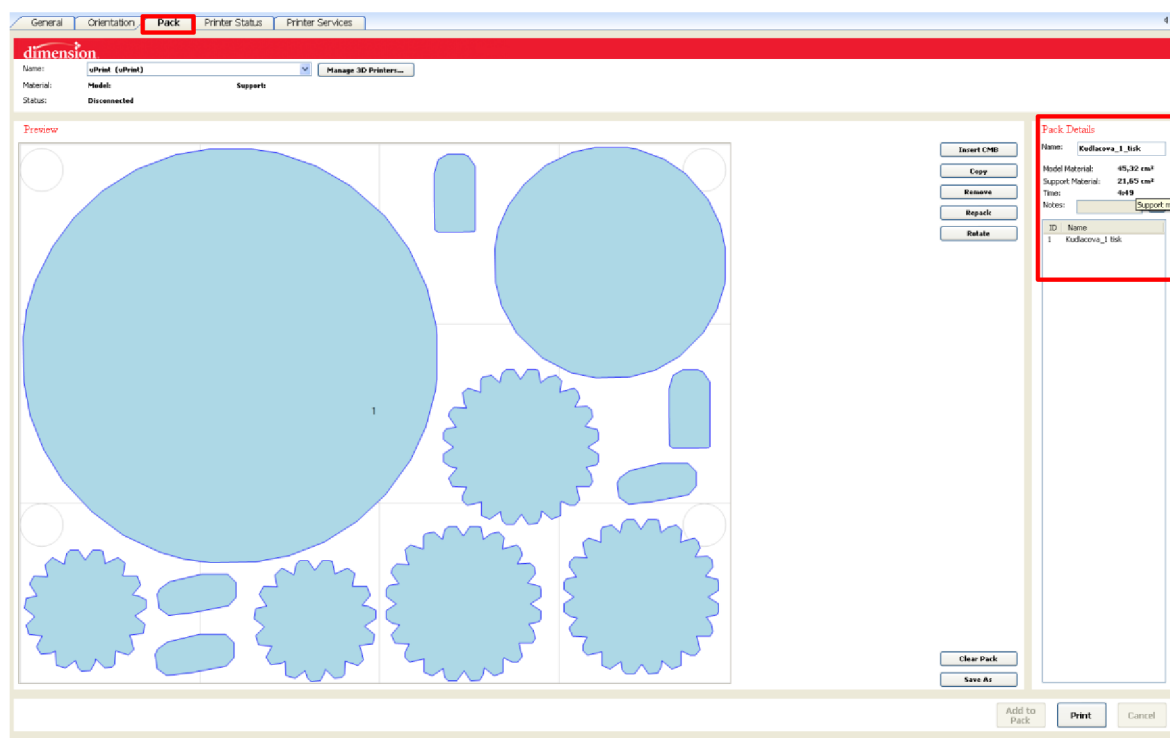 General Orientation Pack Printer Status Printer Services
dimension
Name: uPrint (uPrint) Manage 3D Printers...
Material: Model: Support:
Status: Disconnected
Preview
Insert CMB
Copy
Remove
Repack
Rotate
1
Clear Pack
Save As
Pack Details
Name: Kudlacova_1_tisk
Model Material: 45,32 cm³
Support Material: 21,65 cm³
Time: 4:49
Notes: Support m
ID Name
1 Kudlacova_1 tisk
Add to
Pack
Print Cancel